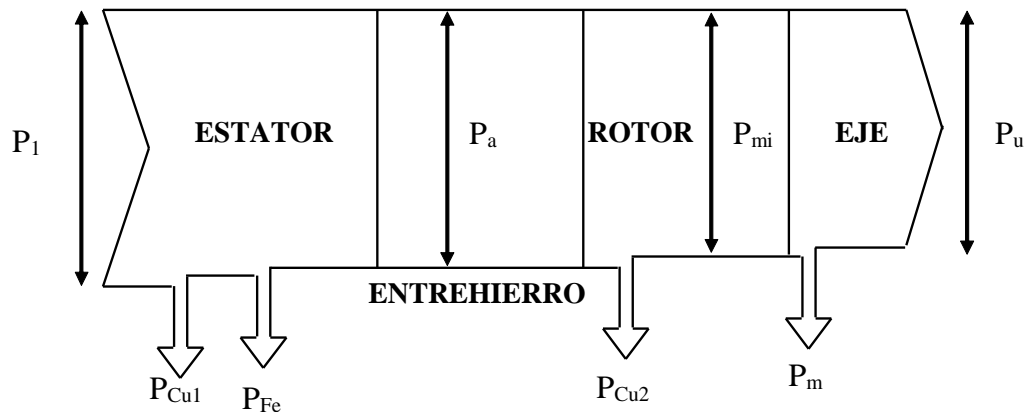 P1
ESTATOR
Pa
ROTOR
Pmi
EJE
Pu
ENTREHIERRO
PCu1
PFe
PCu2
Pm